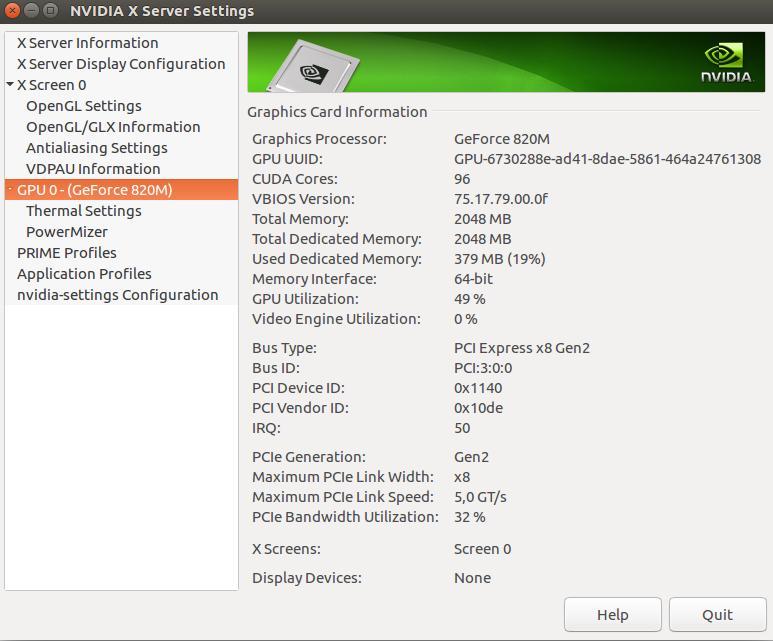 NVIDIA X Server Settings
X Server Information
X Server Display Configuration
X Screen 0
OpenGL Settings
OpenGL/GLX Information
Antialiasing Settings
VDPAU Information
GPU 0 - (GeForce 820M)
Thermal Settings
PowerMizer
PRIME Profiles
Application Profiles
nvidia-settings Configuration
NVIDIA.
Graphics Card Information
Graphics Processor: GeForce 820M
GPU UUID: GPU-6730288e-ad41-8dae-5861-464a24761308
CUDA Cores: 96
VBIOS Version: 75.17.79.00.0f
Total Memory: 2048 MB
Total Dedicated Memory: 2048 MB
Used Dedicated Memory: 379 MB (19%)
Memory Interface: 64-bit
GPU Utilization: 49 %
Video Engine Utilization: 0 %
Bus Type: PCI Express x8 Gen2
Bus ID: PCI:3:0:0
PCI Device ID: 0x1140
PCI Vendor ID: 0x10de
IRQ: 50
PCIe Generation: Gen2
Maximum PCIe Link Width: x8
Maximum PCIe Link Speed: 5,0 GT/s
PCIe Bandwidth Utilization: 32 %
X Screens: Screen 0
Display Devices: None
Help
Quit